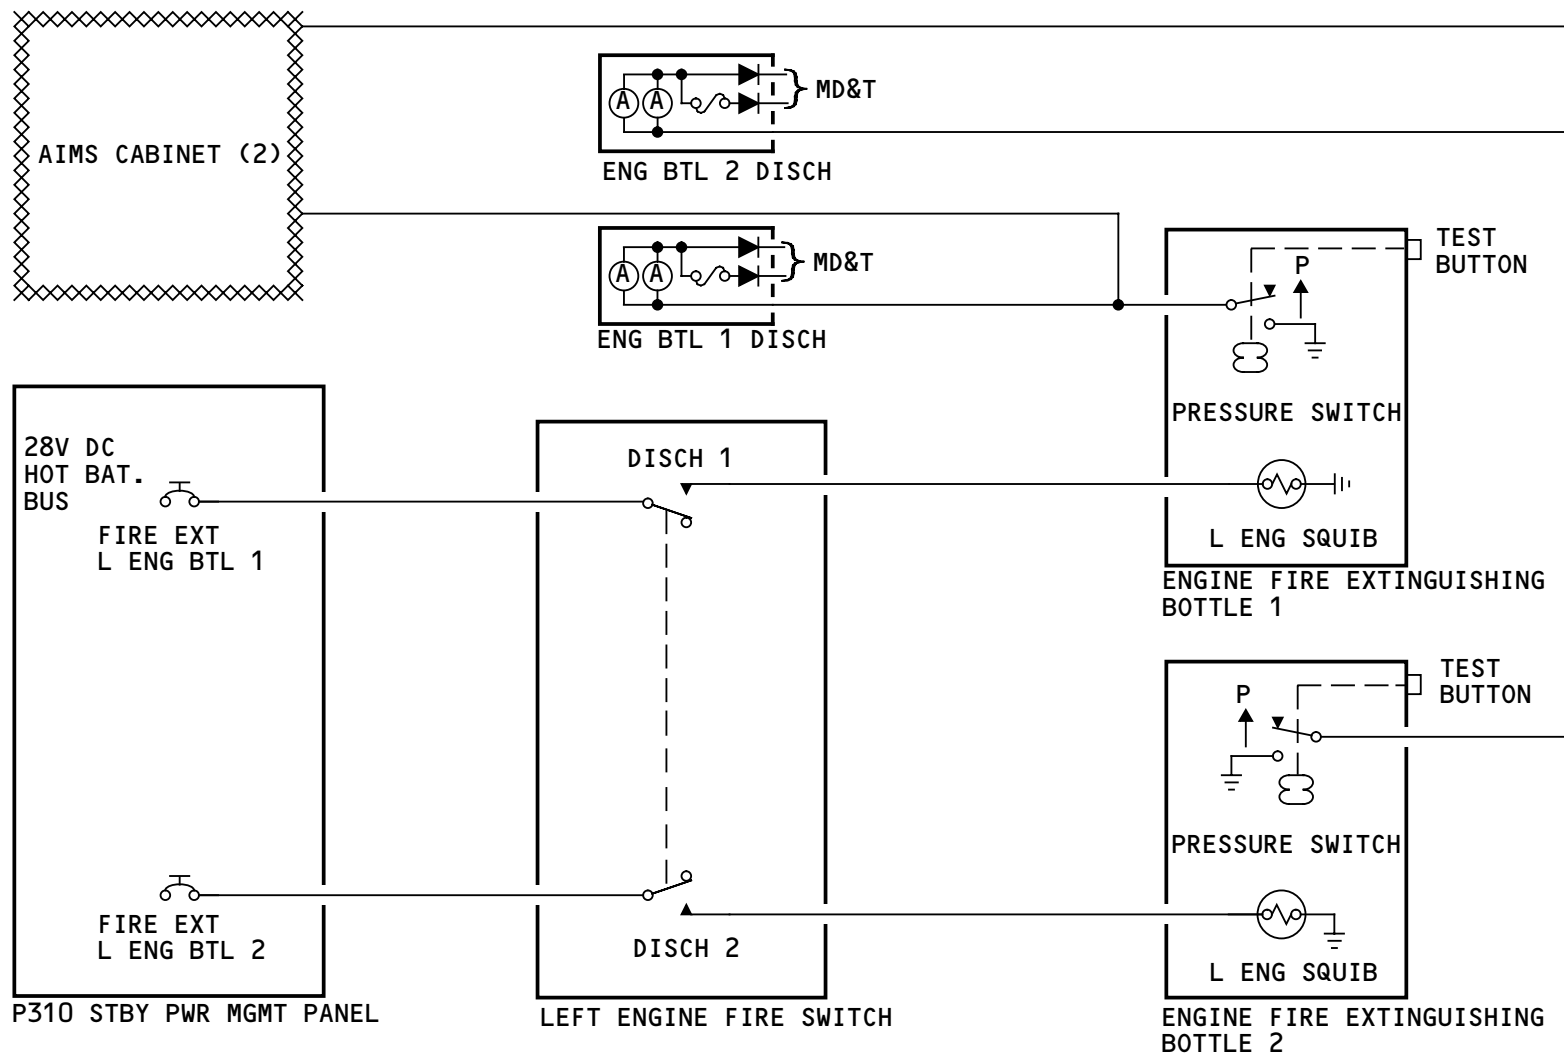 AIMS CABINET (2)
A
A
MD&T
ENG BTL 2 DISCH
A
A
MD&T
ENG BTL 1 DISCH
TEST
BUTTON
P
PRESSURE SWITCH
L ENG SQUIB
ENGINE FIRE EXTINGUISHING
BOTTLE 1
28V DC
HOT BAT.
BUS
FIRE EXT
L ENG BTL 1
FIRE EXT
L ENG BTL 2
P310 STBY PWR MGMT PANEL
DISCH 1
DISCH 2
LEFT ENGINE FIRE SWITCH
TEST
BUTTON
P
PRESSURE SWITCH
L ENG SQUIB
ENGINE FIRE EXTINGUISHING
BOTTLE 2